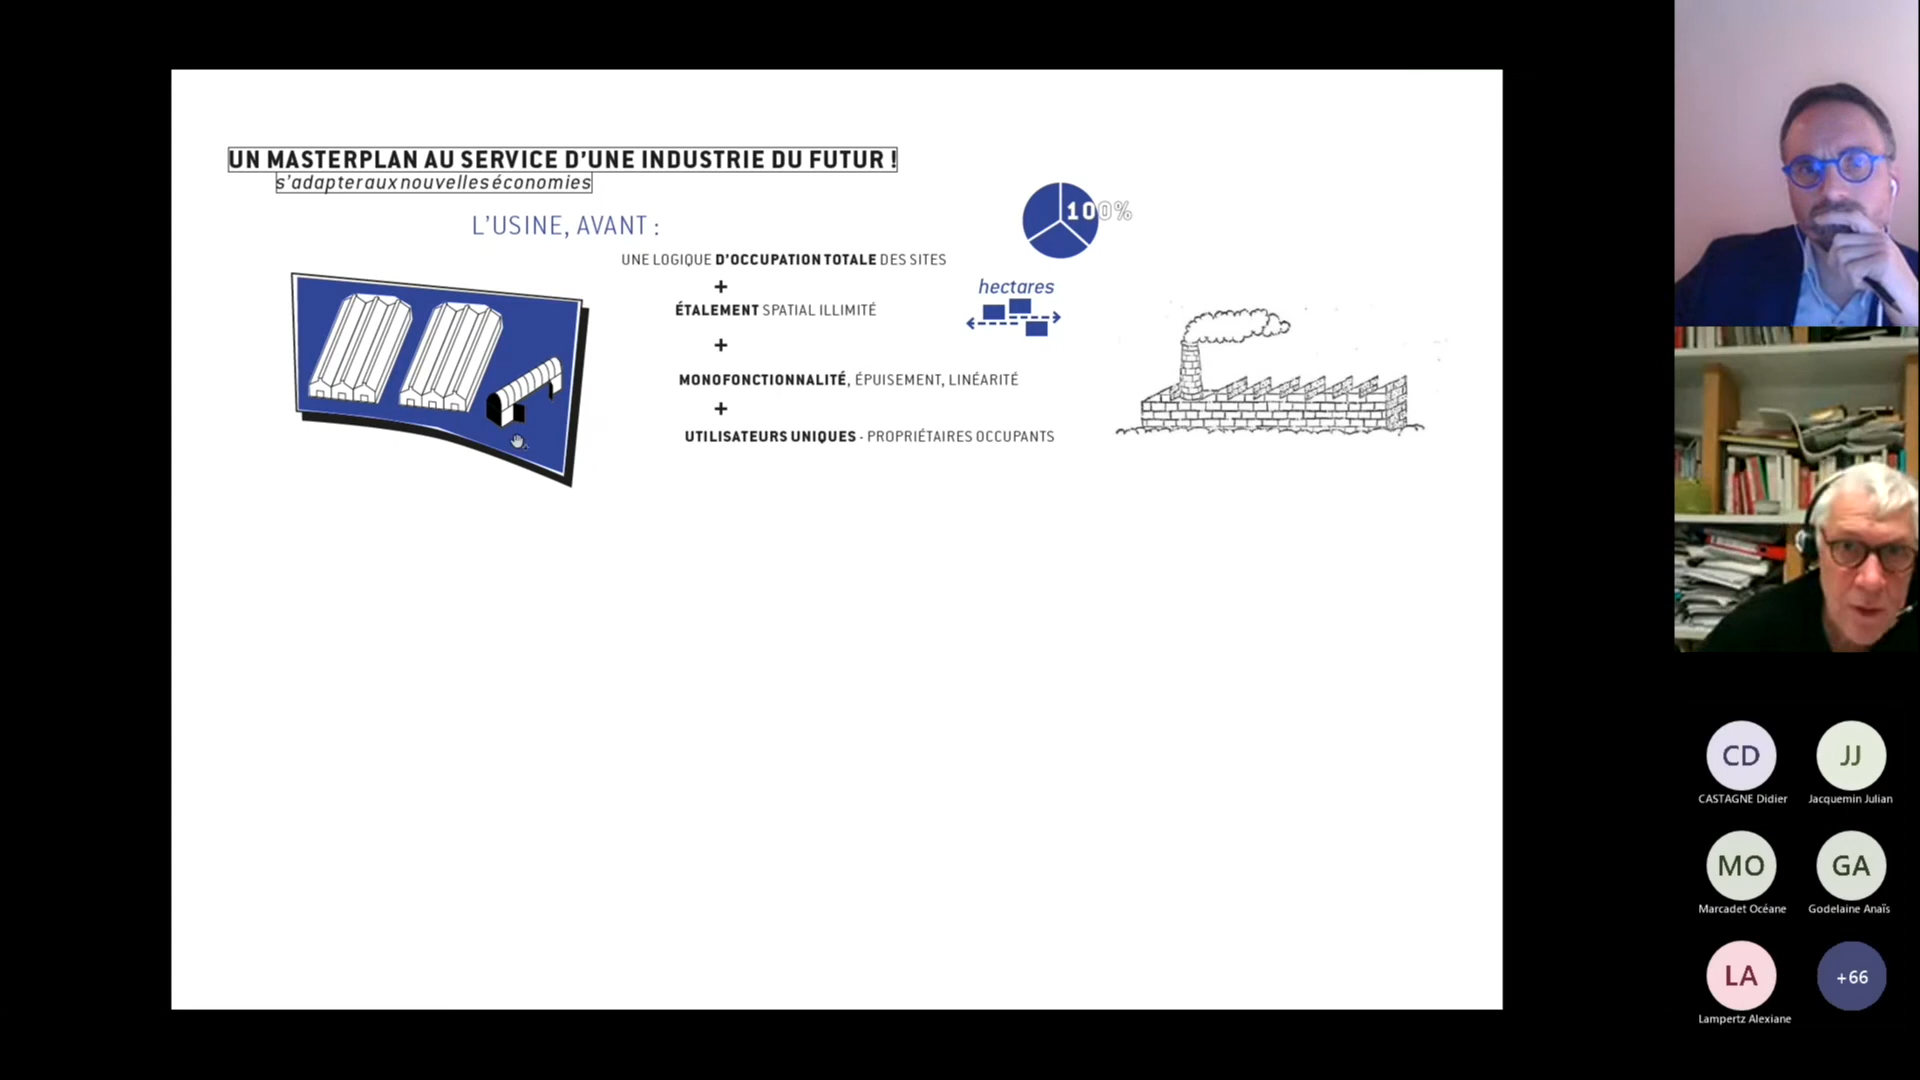 UN MASTERPLAN AU SERVICE D'UNE INDUSTRIE DU FUTUR !
s'adapter aux nouvelles économies
L'USINE, AVANT :
100%
UNE LOGIQUE D'OCCUPATION TOTALE DES SITES
+
hectares
ÉTALEMENT SPATIAL ILLIMITÉ
+
MONOFONCTIONNALITÉ, ÉPUISEMENT, LINÉARITÉ
+
UTILISATEURS UNIQUES - PROPRIÉTAIRES OCCUPANTS
CD
CASTAGNE Didier
JJ
Jacquemin Julian
MO
Marcadet Océane
GA
Godelaine Anaïs
LA
Lampertz Alexiane
+66